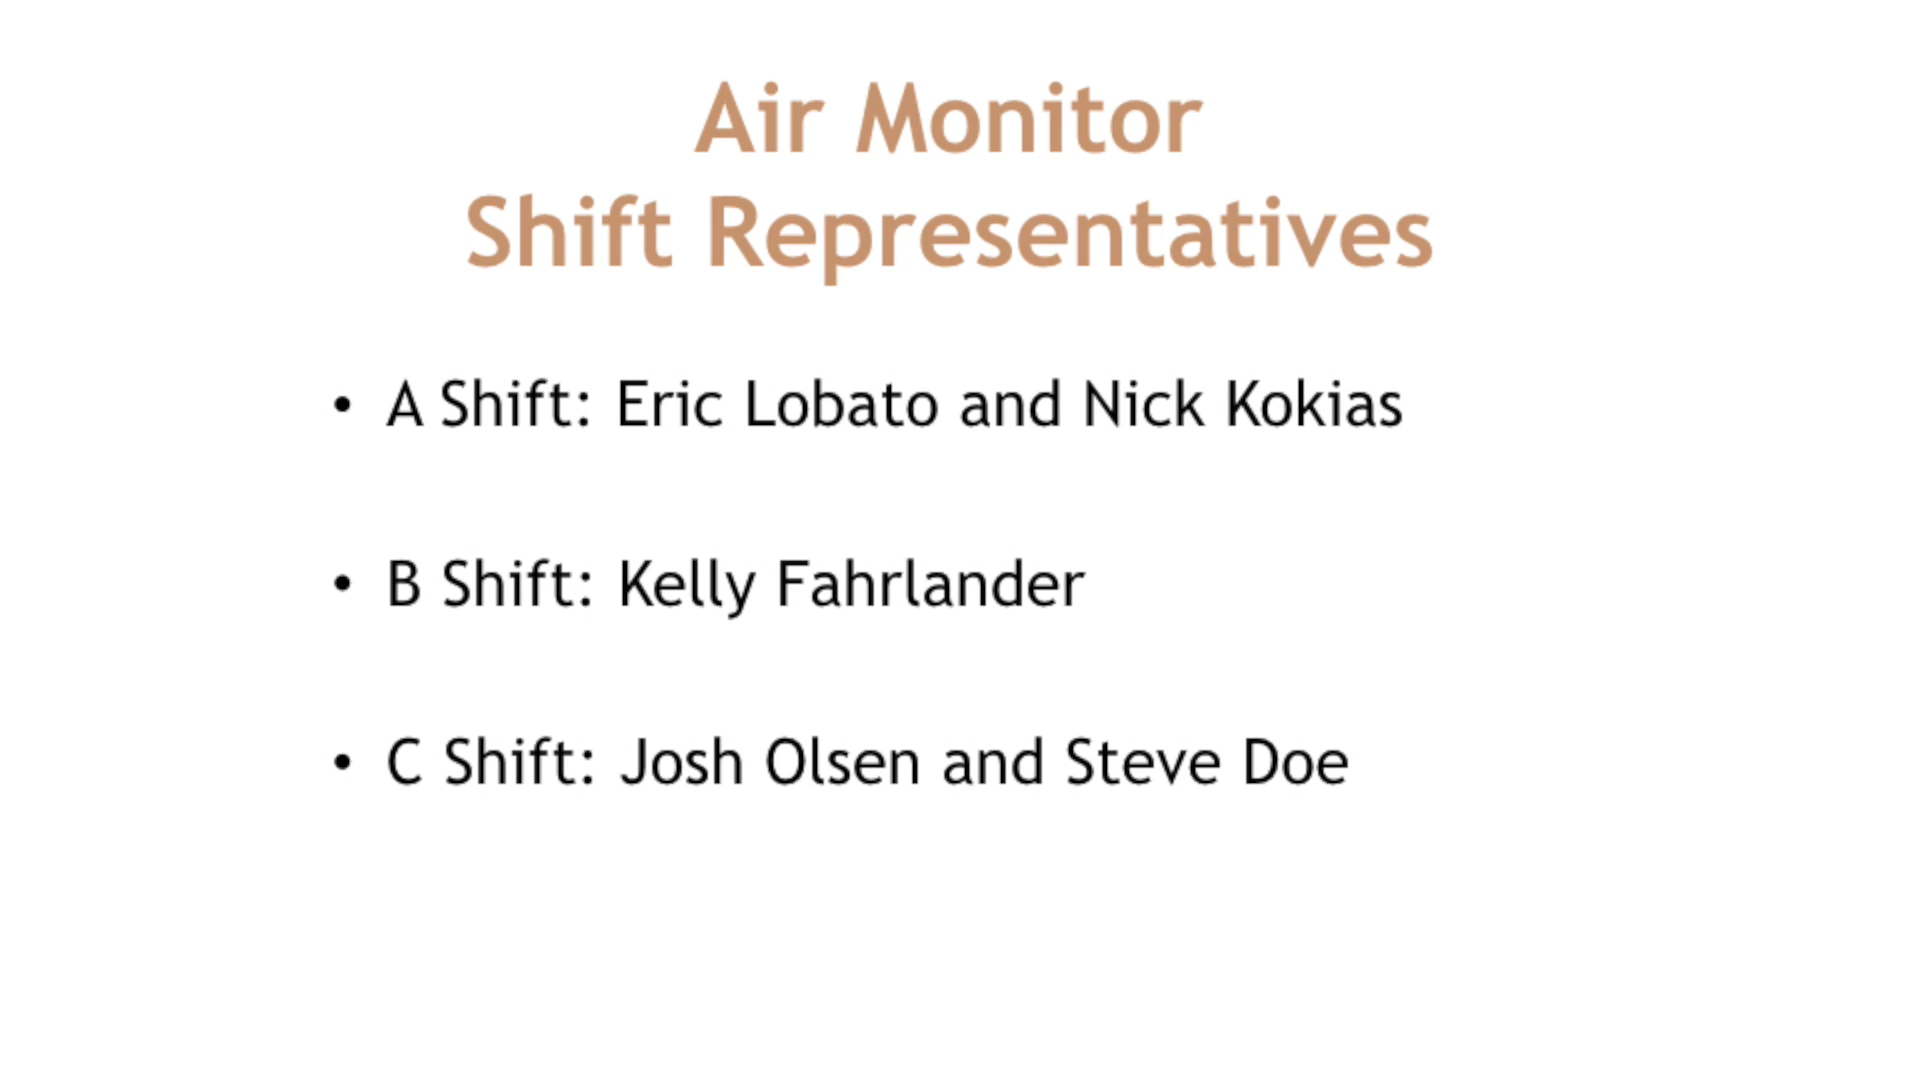 Air Monitor
Shift Representatives
• A Shift: Eric Lobato and Nick Kokias
• B Shift: Kelly Fahrlander
• C Shift: Josh Olsen and Steve Doe